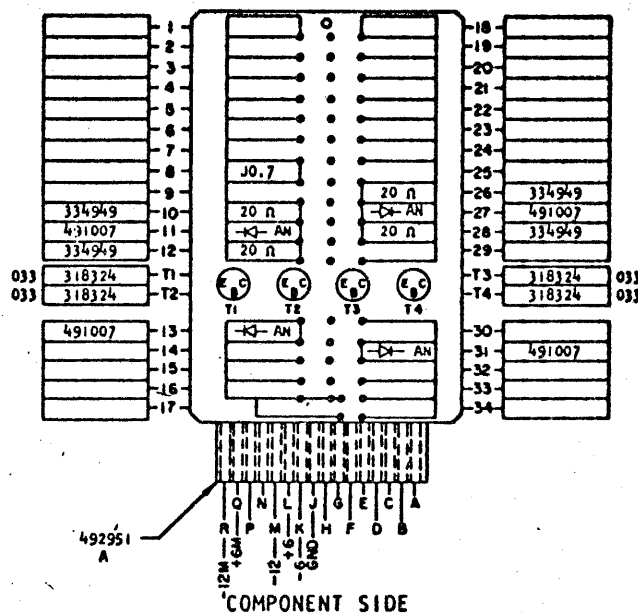 1 18
2 19
3 20
4 21
5 22
6 23
7 24
8 J0.7 25
9 20 Ω 26 334949
334949 10 20 Ω AN 27 491007
491007 11 AN 20 Ω 28 334949
334949 12 20 Ω 29
033 318324 T1 E B C E B C E B C E B C T3 318324 033
033 318324 T2 T1 T2 T3 T4 T4 318324 033
491007 13 AN 30
14 AN 31 491007
15 32
16 33
17 34
R Q P N M L K J H G F E D C B A
-12M +6M -12 +6 -6 GND
492951
A
COMPONENT SIDE